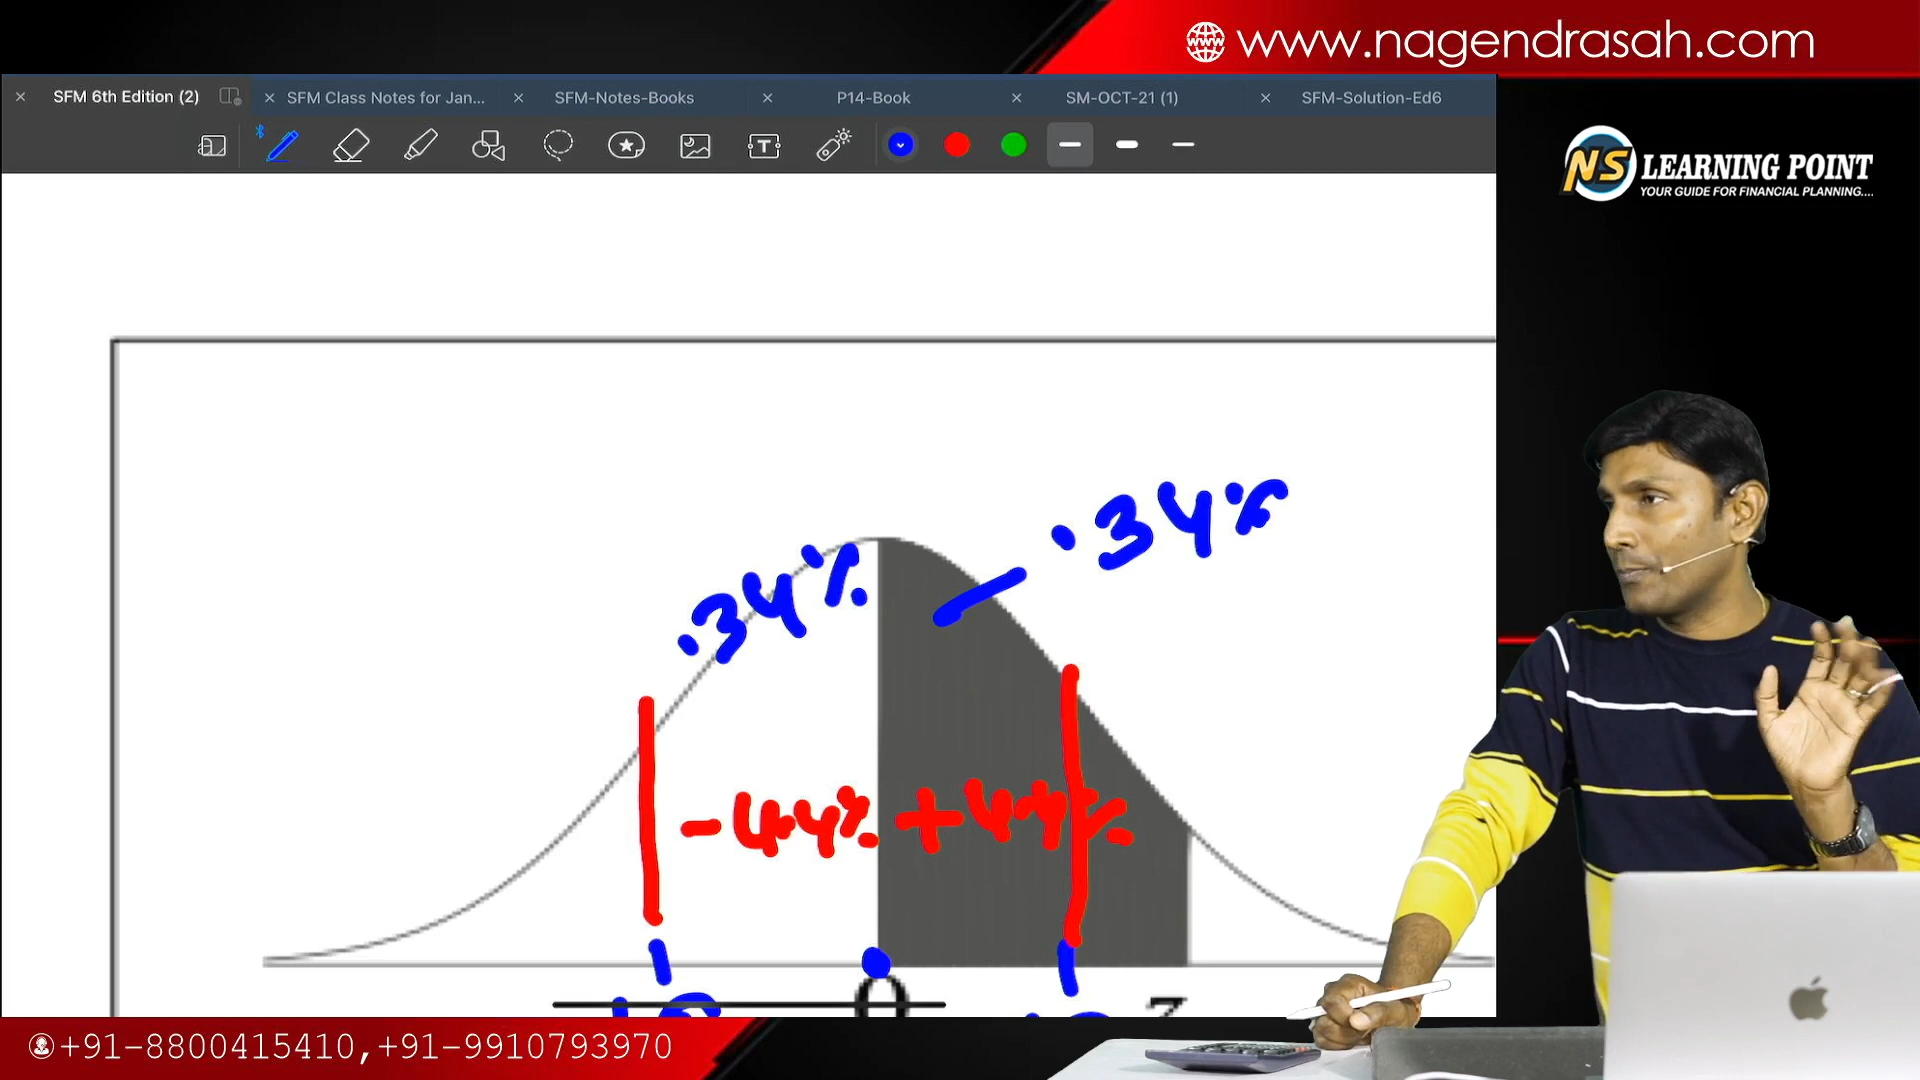 www.nagendrasah.com
SFM 6th Edition (2)
SFM Class Notes for Jan...
SFM-Notes-Books
P14-Book
SM-OCT-21 (1)
SFM-Solution-Ed6
NS LEARNING POINT
YOUR GUIDE FOR FINANCIAL PLANNING....
.34%
.34%
-44% +44%
0
+91-8800415410,+91-9910793970